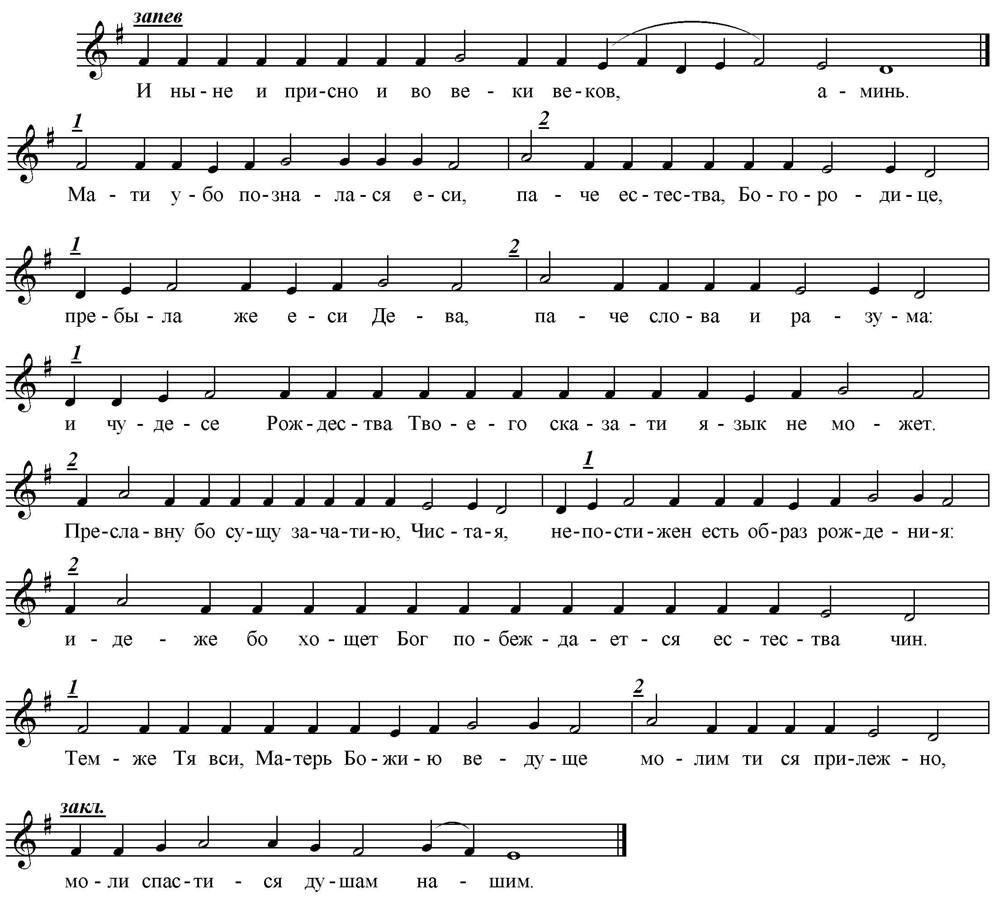 запев
И ны - не и при - сно и во ве - ки ве - ков, а - минь.
1 2
Ма - ти у - бо по - зна - ла - ся е - си, па - че ес - тес - тва, Бо - го - ро - ди - це,
1 2
пре - бы - ла же е - си Де - ва, па - че сло - ва и ра - зу - ма:
1
и чу - де - се Рож - дес - тва Тво - е - го ска - за - ти я - зык не мо - жет.
2 1
Пре - сла - вну бо су - щу за - ча - ти - ю, Чис - та - я, не - по - сти - жен есть об - раз рож - де - ни - я:
2
и - де - же бо хо - щет Бог по - беж - да - ет - ся ес - тес - тва чин.
1 2
Тем - же Тя вси, Ма - терь Бо - жи - ю ве - ду - ще мо - лим ти ся при - леж - но,
закл.
мо - ли спас - ти - ся ду - шам на - шим.